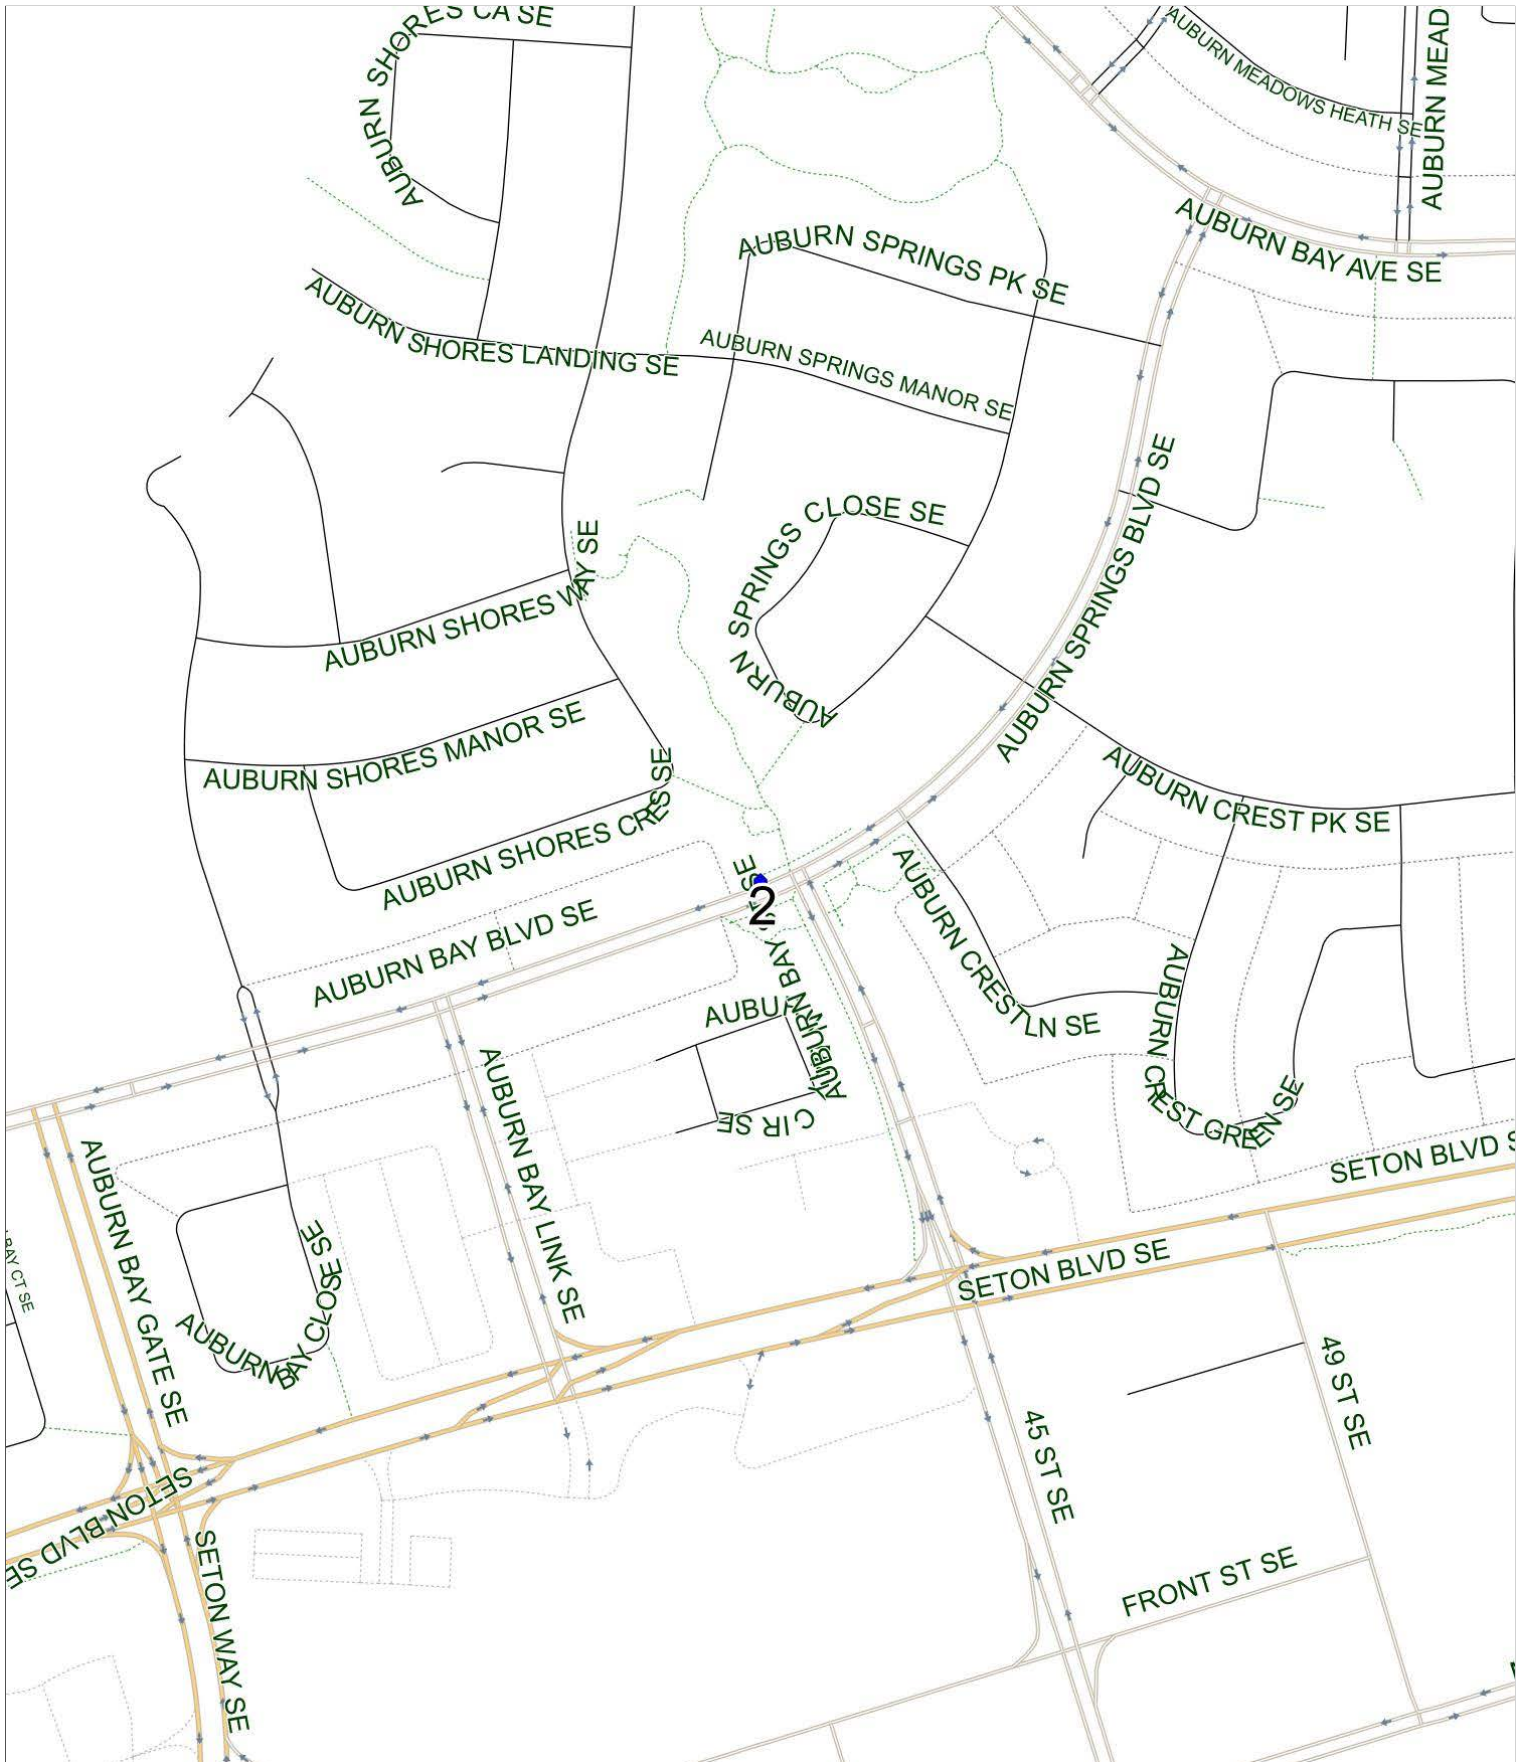 AUBURN SHORES CA SE
AUBURN MEADOWS HEATH SE
AUBURN MEAD
AUBURN BAY AVE SE
AUBURN SPRINGS PK SE
AUBURN SHORES LANDING SE
AUBURN SPRINGS MANOR SE
AUBURN SPRINGS CLOSE SE
AUBURN SPRINGS BLVD SE
AUBURN SHORES WAY SE
AUBURN SHORES MANOR SE
AUBURN SHORES CRES SE
AUBURN CREST PK SE
2
AUBURN BAY BLVD SE
AUBURN BAY
SE
AUBURN CREST LN SE
AUBURN
CIR SE
AUBURN CREST GREEN SE
AUBURN BAY LINK SE
AUBURN BAY GATE SE
BAY CT SE
AUBURN BAY CLOSE SE
SETON BLVD S
SETON BLVD SE
49 ST SE
45 ST SE
SETON BLVD SE
SETON WAY SE
FRONT ST SE